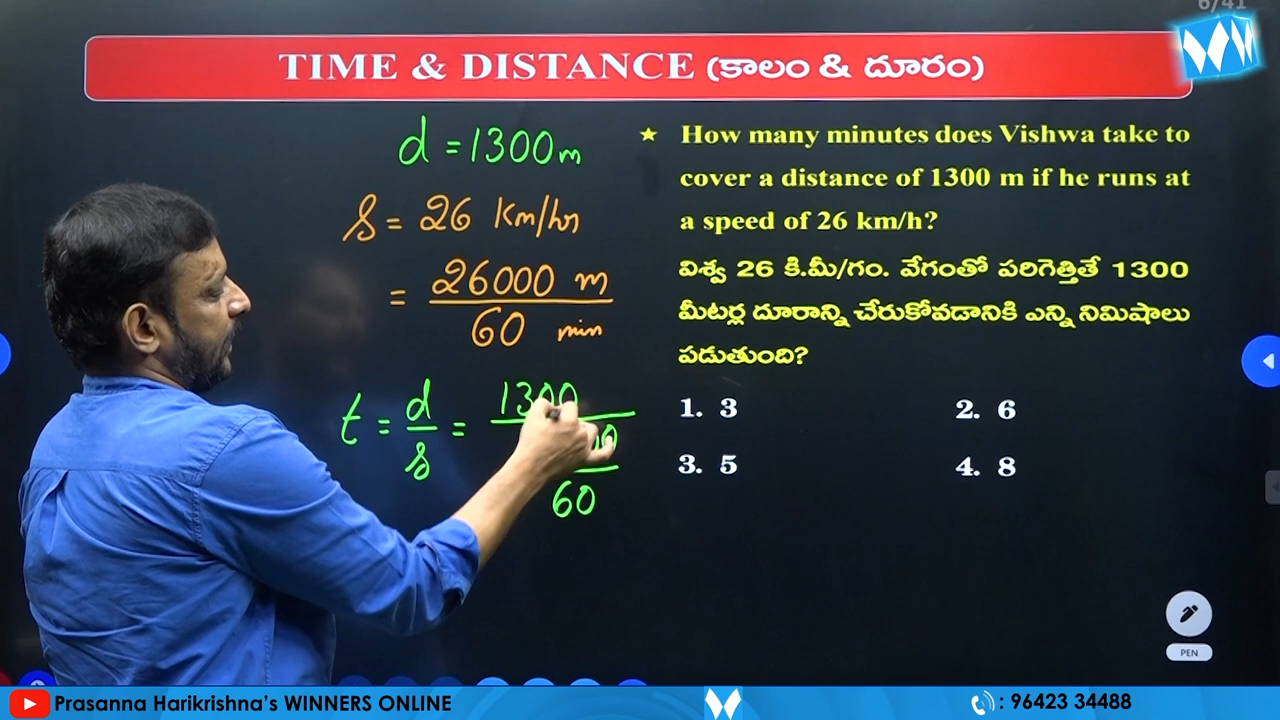 6/41
TIME & DISTANCE (కాలం & దూరం)
d = 1300 m
s = 26 Km/hr
= 26000 m
60 min
t = d = 1300
s
60
★ How many minutes does Vishwa take to
cover a distance of 1300 m if he runs at
a speed of 26 km/h?
విశ్వ 26 కి.మీ/గం. వేగంతో పరిగెత్తితే 1300
మీటర్ల దూరాన్ని చేరుకోవడానికి ఎన్ని నిమిషాలు
పడుతుంది?
1. 3 2. 6
3. 5 4. 8
PEN
Prasanna Harikrishna's WINNERS ONLINE
: 96423 34488